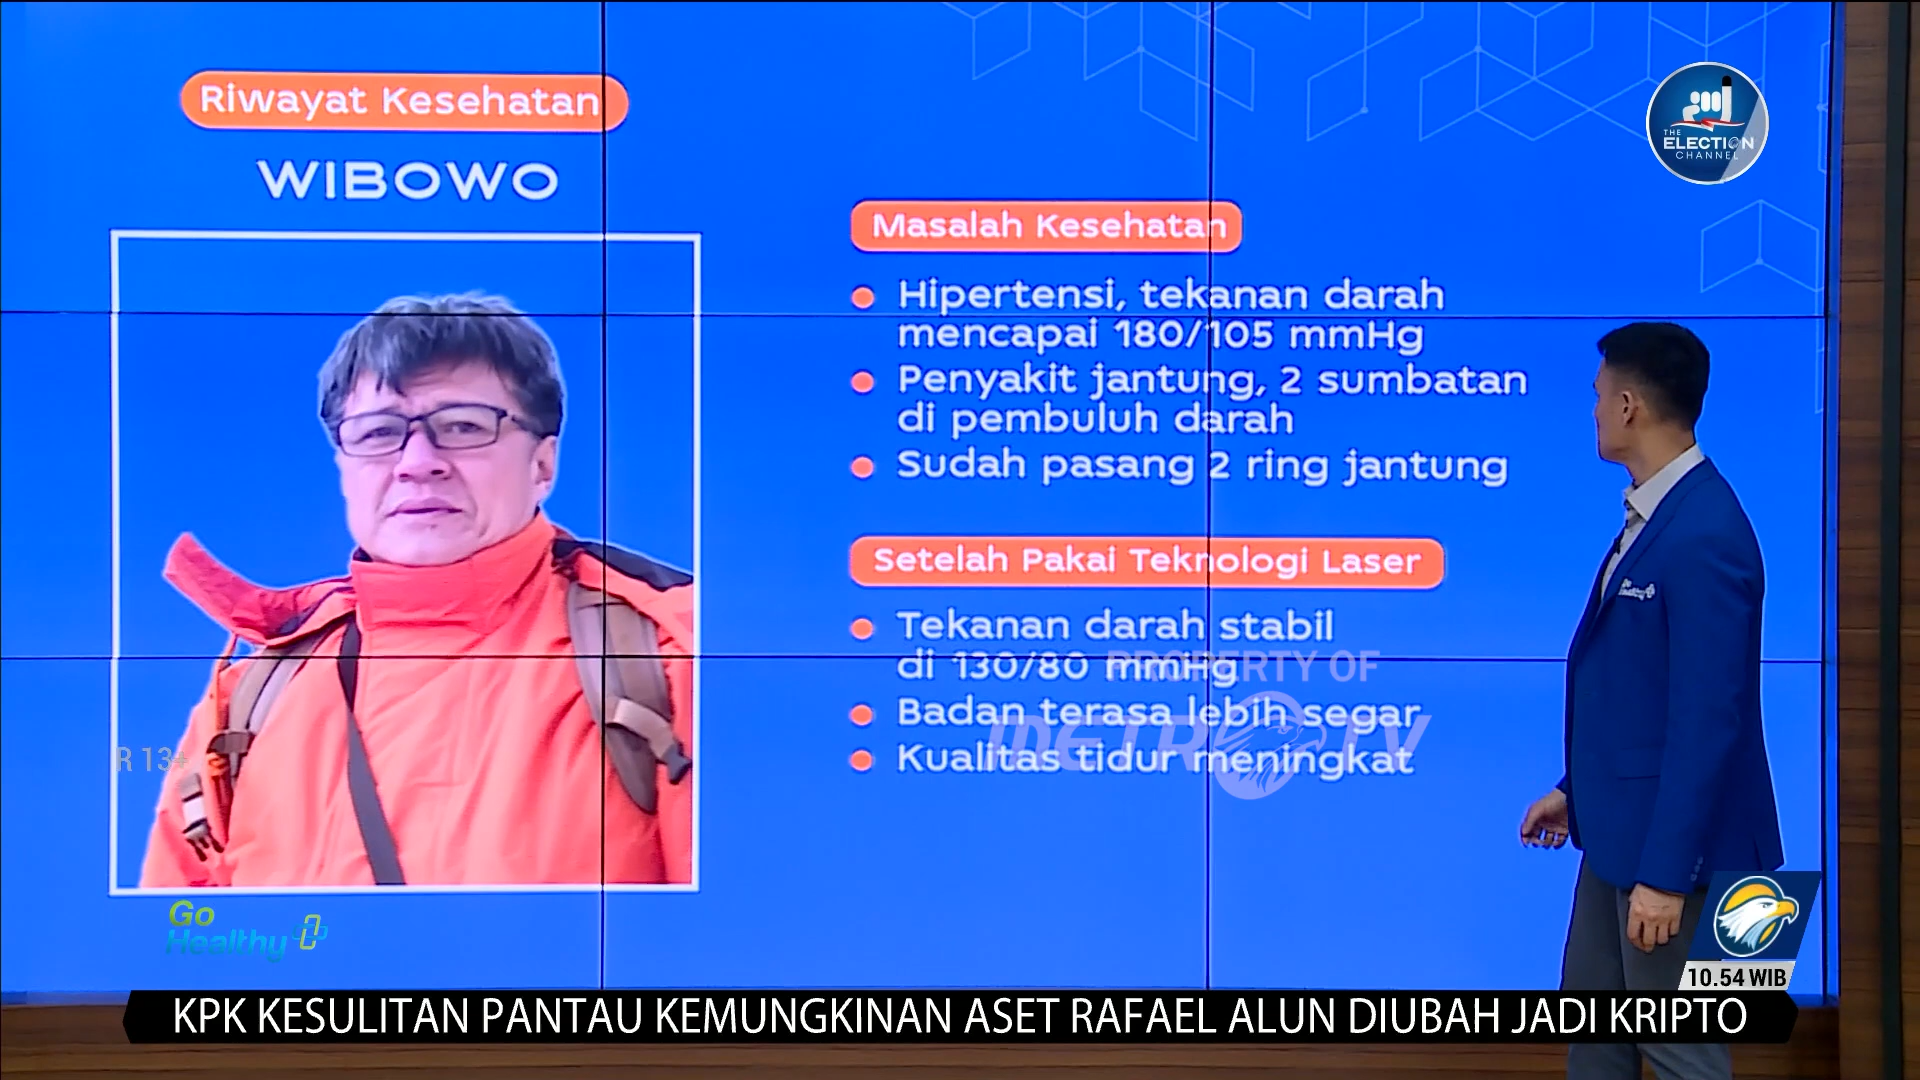 Riwayat Kesehatan
WIBOWO
THE
ELECTION
CHANNEL
Masalah Kesehatan
Hipertensi, tekanan darah
mencapai 180/105 mmHg
Penyakit jantung, 2 sumbatan
di pembuluh darah
Sudah pasang 2 ring jantung
Setelah Pakai Teknologi Laser
Tekanan darah stabil
di 130/80 mmHg
Badan terasa lebih segar
Kualitas tidur meningkat
PROPERTY OF
METRO TV
R 13+
Go
Healthy
Go
Healthy
10.54 WIB
KPK KESULITAN PANTAU KEMUNGKINAN ASET RAFAEL ALUN DIUBAH JADI KRIPTO